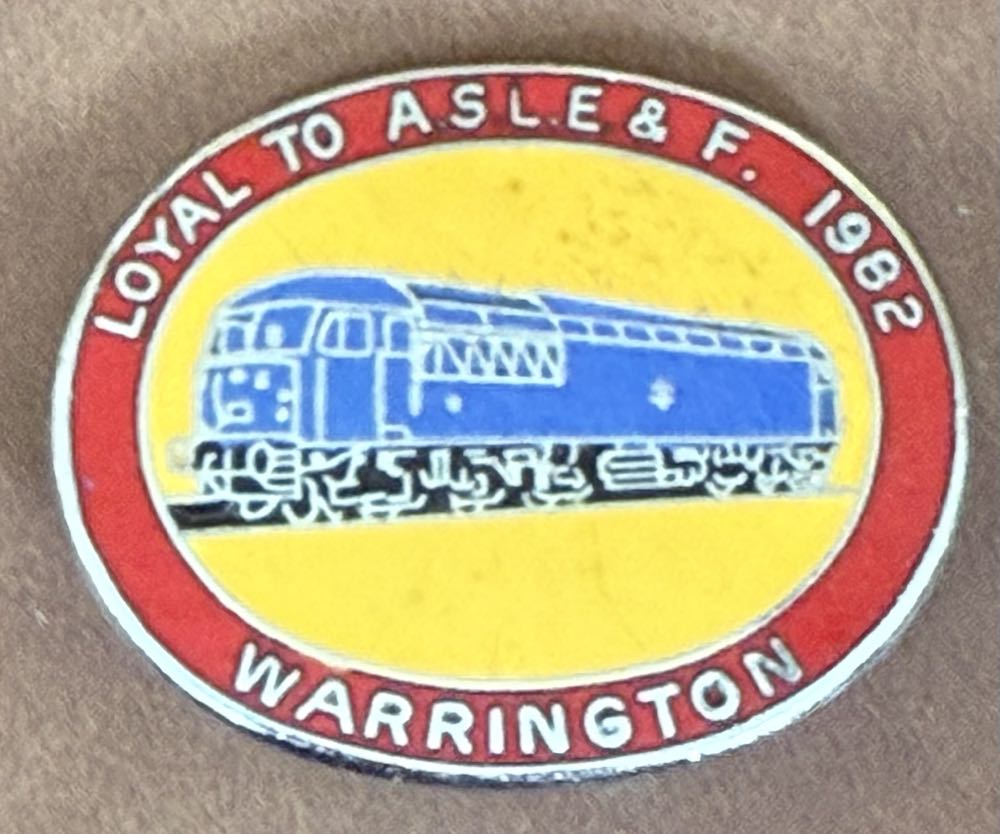 LOYAL TO A.S.L.E & F. 1982
WARRINGTON